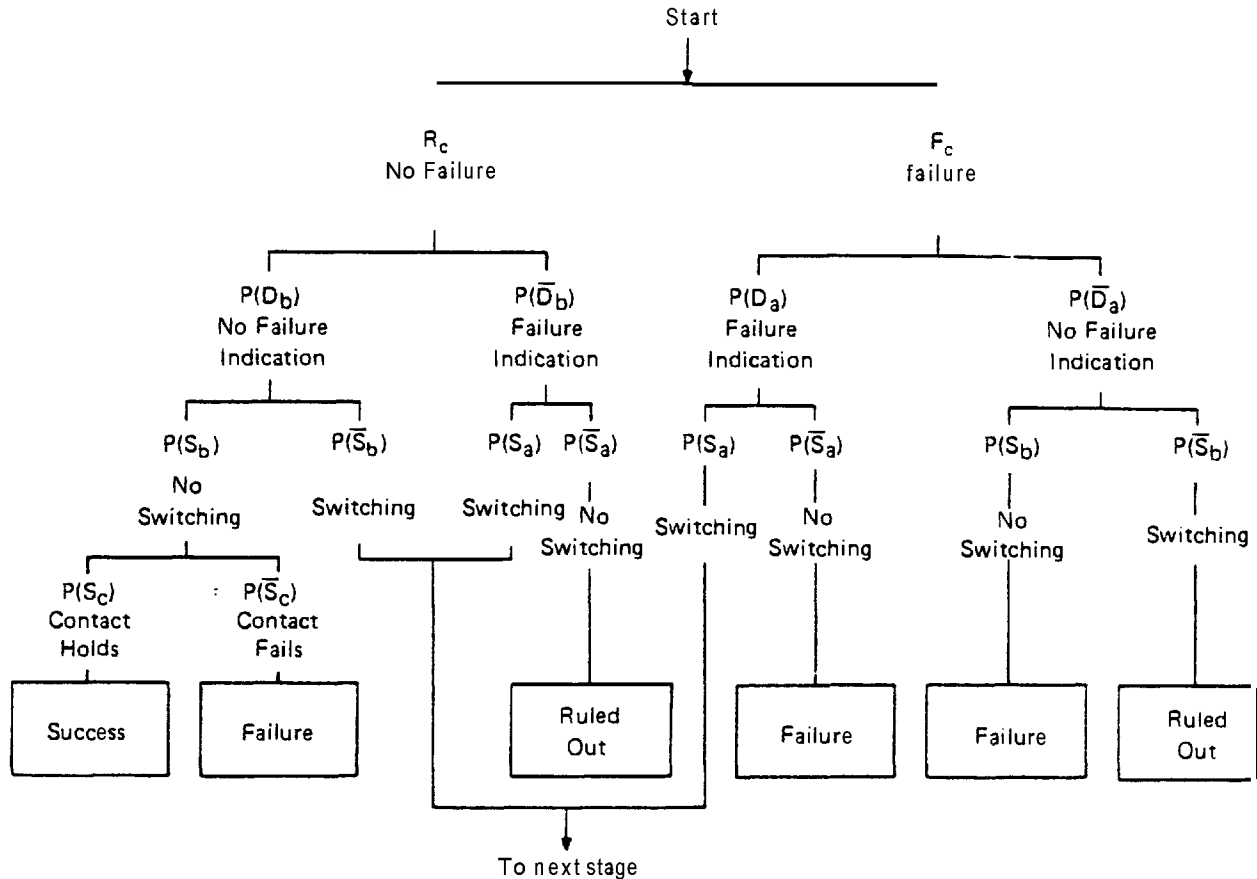 Start
R_c
No Failure
F_c
failure
P(D_b)
No Failure
Indication
P(D̅_b)
Failure
Indication
P(D_a)
Failure
Indication
P(D̅_a)
No Failure
Indication
P(S_b)
No
Switching
P(S̅_b)
Switching
P(S_a)
Switching
P(S̅_a)
No
Switching
P(S_a)
Switching
P(S̅_a)
No
Switching
P(S_b)
No
Switching
P(S̅_b)
Switching
P(S_c)
Contact
Holds
P(S̅_c)
Contact
Fails
Success
Failure
Ruled
Out
Failure
Failure
Ruled
Out
To next stage